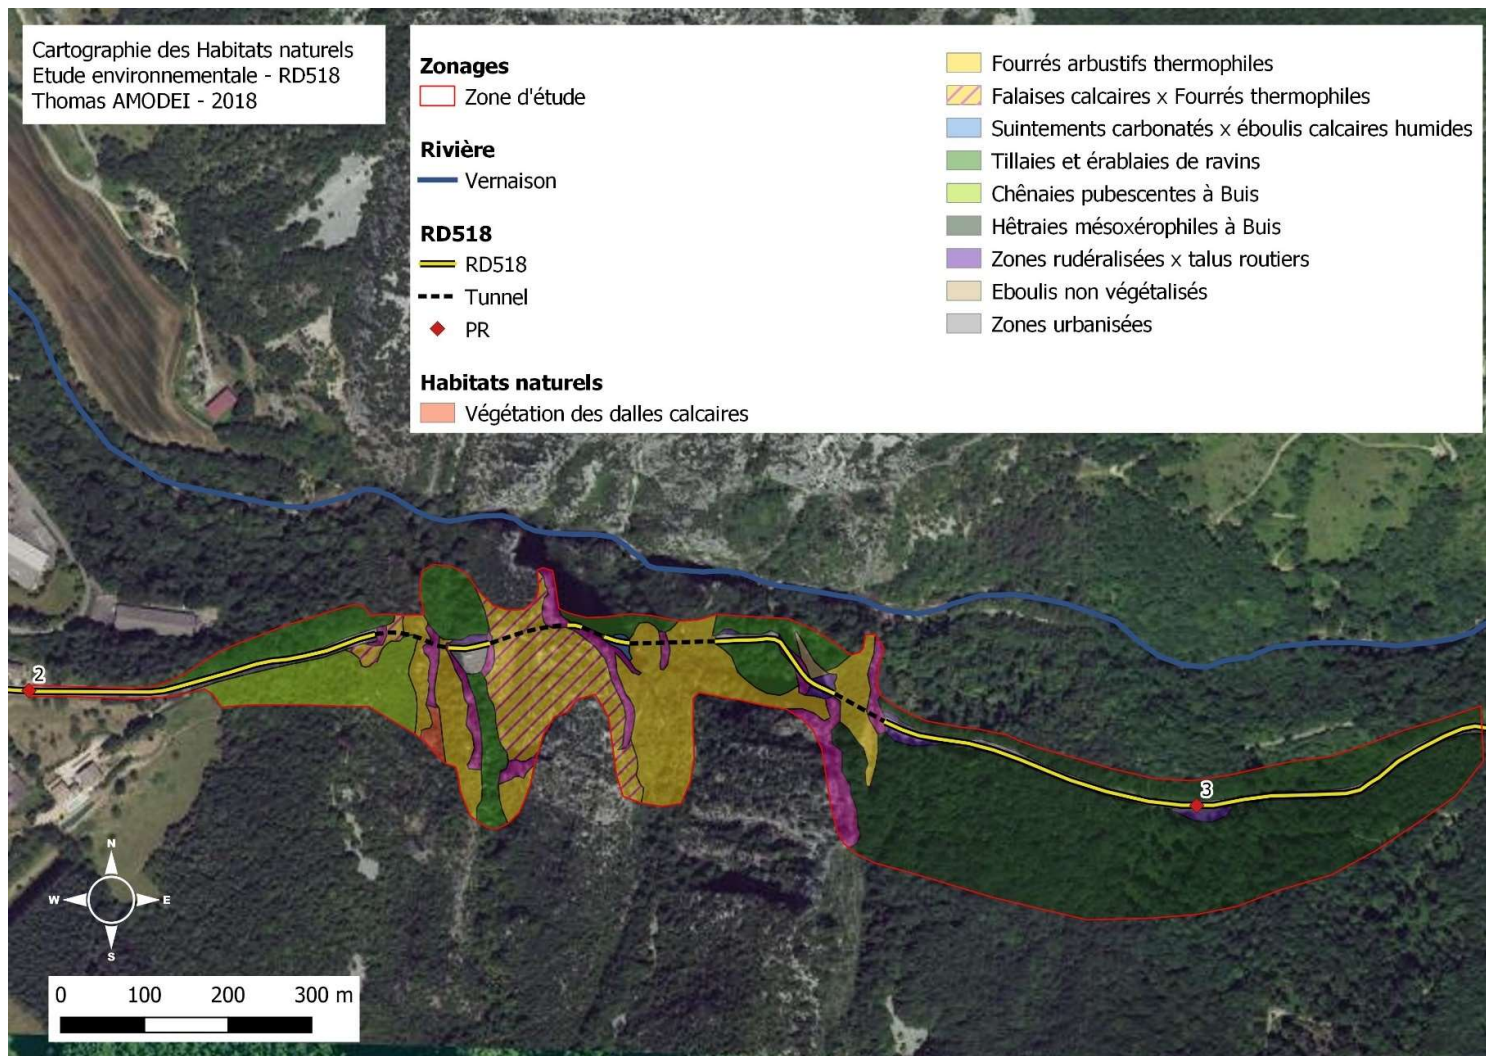 Cartographie des Habitats naturels
Etude environnementale - RD518
Thomas AMODEI - 2018
Zonages
Zone d'étude
Rivière
Vernaison
RD518
RD518
Tunnel
PR
Habitats naturels
Végétation des dalles calcaires
Fourrés arbustifs thermophiles
Falaises calcaires x Fourrés thermophiles
Suintements carbonatés x éboulis calcaires humides
Tillaies et érablaies de ravins
Chênaies pubescentes à Buis
Hêtraies mésoxérophiles à Buis
Zones rudéralisées x talus routiers
Eboulis non végétalisés
Zones urbanisées
2
3
N
W E
S
0 100 200 300 m